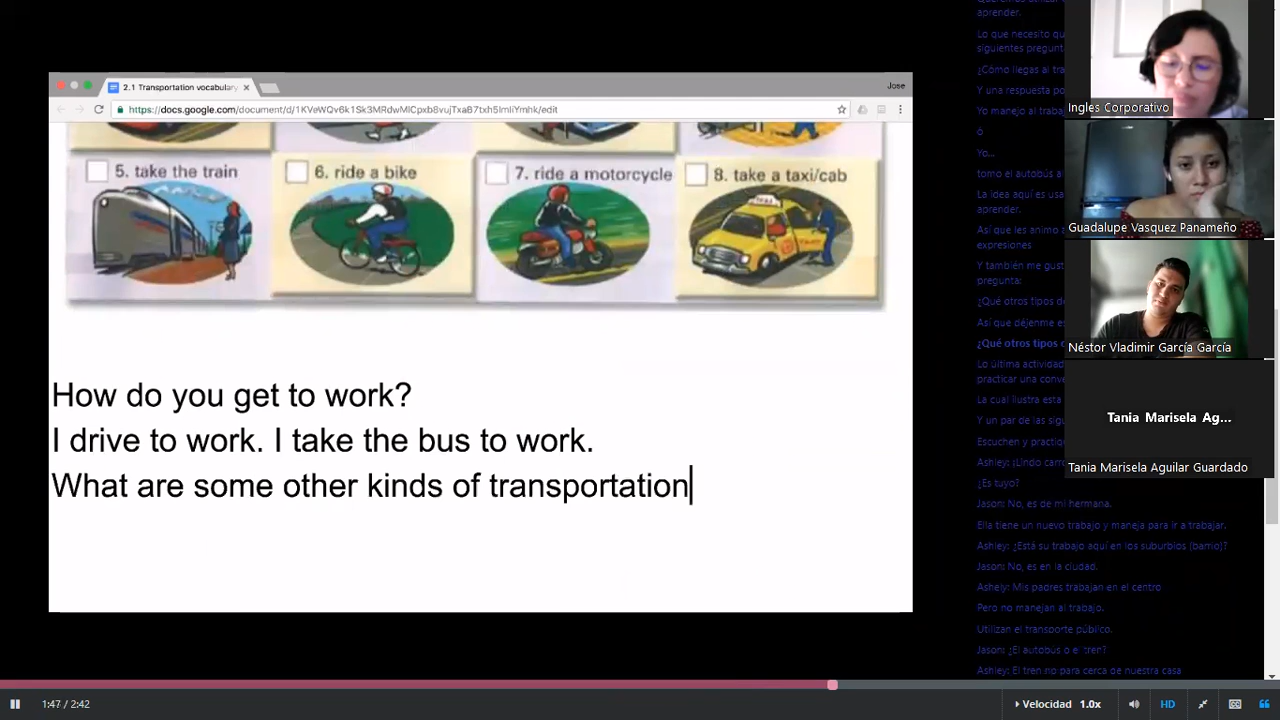 2.1 Transportation vocabulary
Jose
https://docs.google.com/document/d/1KVeWQv6k1Sk3MRdwMlCpxb8vujTxaB7txh5ImliYmhk/edit
5. take the train
6. ride a bike
7. ride a motorcycle
8. take a taxi/cab
TAXI
How do you get to work?
I drive to work. I take the bus to work.
What are some other kinds of transportation
aprender.
Lo que necesito qu
siguientes pregunt
¿Cómo llegas al tra
Y una respuesta po
Yo manejo al trabaj
O
Yo...
tomo el autobús a
La idea aquí es usa
aprender.
Así que les animo
expresiones
Y también me gust
pregunta:
¿Qué otros tipos d
Así que déjenme es
¿Qué otros tipos
Lo última actividad
practicar una conve
La cual ilustra esta
Y un par de las sigu
Escuchen y practiq
Ashley: ¡Lindo carro
¿Es tuyo?
Jason: No, es de mi hermana.
Ella tiene un nuevo trabajo y maneja para ir a trabajar.
Ashley: ¿Está su trabajo aquí en los suburbios (barrio)?
Jason: No, es en la ciudad.
Ashely: Mis padres trabajan en el centro
Pero no manejan al trabajo.
Utilizan el transporte público.
Jason: ¿El autobus o el tren?
Ashley: El tren no para cerca de nuestra casa
Ingles Corporativo
Guadalupe Vasquez Panameño
Néstor Vladimir García García
Tania Marisela Ag...
Tania Marisela Aguilar Guardado
1:47 / 2:42
Velocidad 1.0x
HD